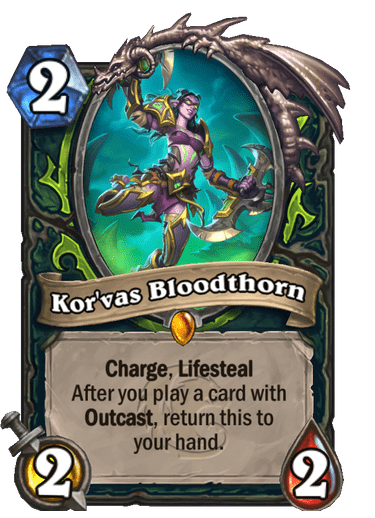 2
Kor'vas Bloodthorn
Charge, Lifesteal
After you play a card with
Outcast, return this to
your hand.
2
2